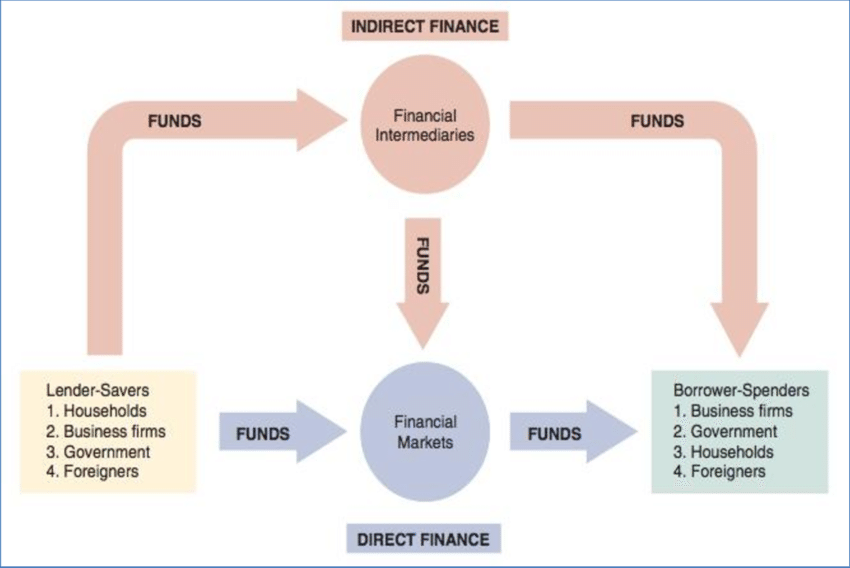 INDIRECT FINANCE
FUNDS
Financial
Intermediaries
FUNDS
FUNDS
Lender-Savers
1. Households
2. Business firms
3. Government
4. Foreigners
FUNDS
Financial
Markets
FUNDS
Borrower-Spenders
1. Business firms
2. Government
3. Households
4. Foreigners
DIRECT FINANCE